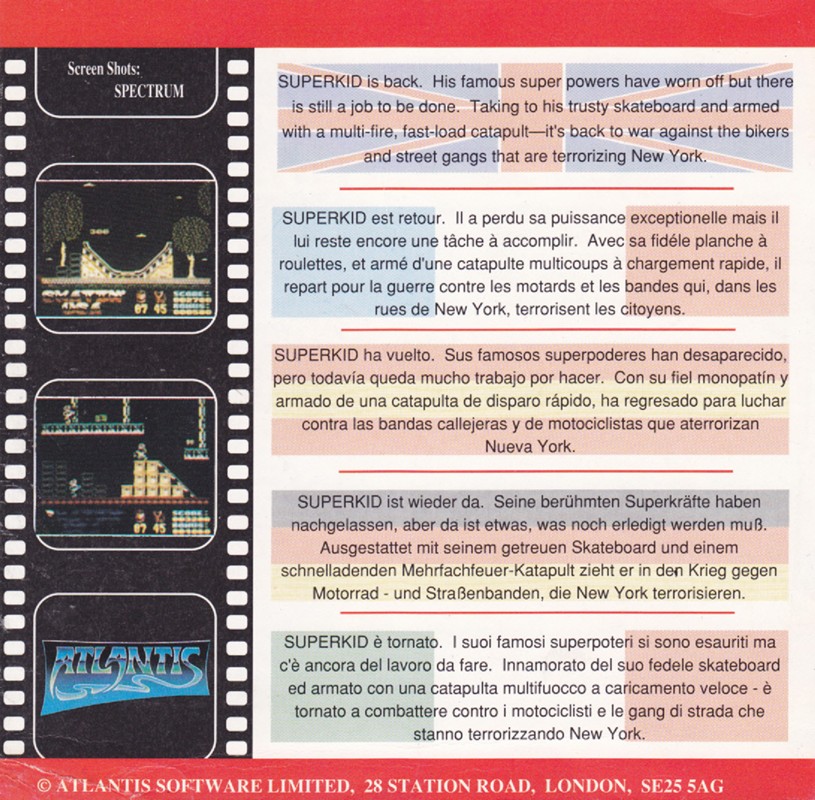 Screen Shots:
SPECTRUM
SUPERKID is back. His famous super powers have worn off but there
is still a job to be done. Taking to his trusty skateboard and armed
with a multi-fire, fast-load catapult—it's back to war against the bikers
and street gangs that are terrorizing New York.
SUPERKID est retour. Il a perdu sa puissance exceptionelle mais il
lui reste encore une tâche à accomplir. Avec sa fidéle planche à
roulettes, et armé d'une catapulte multicoups à chargement rapide, il
repart pour la guerre contre les motards et les bandes qui, dans les
rues de New York, terrorisent les citoyens.
SUPERKID ha vuelto. Sus famosos superpoderes han desaparecido,
pero todavía queda mucho trabajo por hacer. Con su fiel monopatín y
armado de una catapulta de disparo rápido, ha regresado para luchar
contra las bandas callejeras y de motociclistas que aterrorizan
Nueva York.
SUPERKID ist wieder da. Seine berühmten Superkräfte haben
nachgelassen, aber da ist etwas, was noch erledigt werden muß.
Ausgestattet mit seinem getreuen Skateboard und einem
schnelladenden Mehrfachfeuer-Katapult zieht er in den Krieg gegen
Motorrad - und Straßenbanden, die New York terrorisieren.
SUPERKID è tornato. I suoi famosi superpoteri si sono esauriti ma
c'è ancora del lavoro da fare. Innamorato del suo fedele skateboard
ed armato con una catapulta multifuocco a caricamento veloce - è
tornato a combattere contro i motociclisti e le gang di strada che
stanno terrorizzando New York.
200
87 45
87 45
ATLANTIS
© ATLANTIS SOFTWARE LIMITED, 28 STATION ROAD, LONDON, SE25 5AG